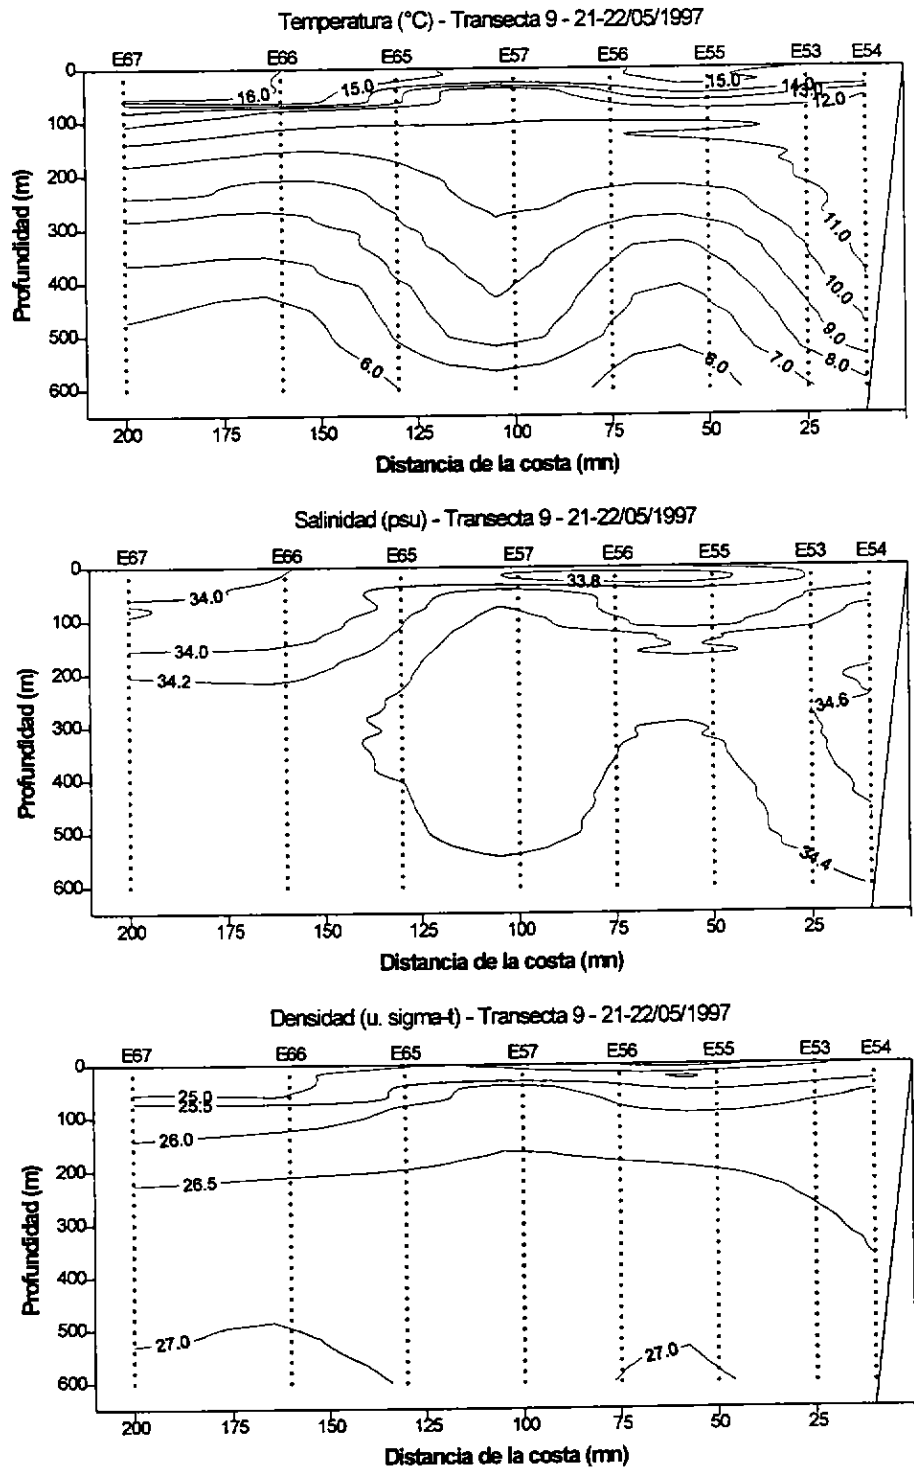 Temperatura (°C) - Transecta 9 - 21-22/05/1997
E67 E66 E65 E57 E56 E55 E53 E54
0
16.0 15.0 15.0 14.0
13.0
12.0
100
200
11.0
300
10.0
400
9.0
500
6.0 6.0 7.0 8.0
600
Profundidad (m)
200 175 150 125 100 75 50 25
Distancia de la costa (mn)
Salinidad (psu) - Transecta 9 - 21-22/05/1997
E67 E66 E65 E57 E56 E55 E53 E54
0
33.8
34.0
100
34.0
200
34.2
34.6
300
400
500
34.4
600
Profundidad (m)
200 175 150 125 100 75 50 25
Distancia de la costa (mn)
Densidad (u. sigma-t) - Transecta 9 - 21-22/05/1997
E67 E66 E65 E57 E56 E55 E53 E54
0
25.0
25.5
100
26.0
200
26.5
300
400
500
27.0 27.0
600
Profundidad (m)
200 175 150 125 100 75 50 25
Distancia de la costa (mn)